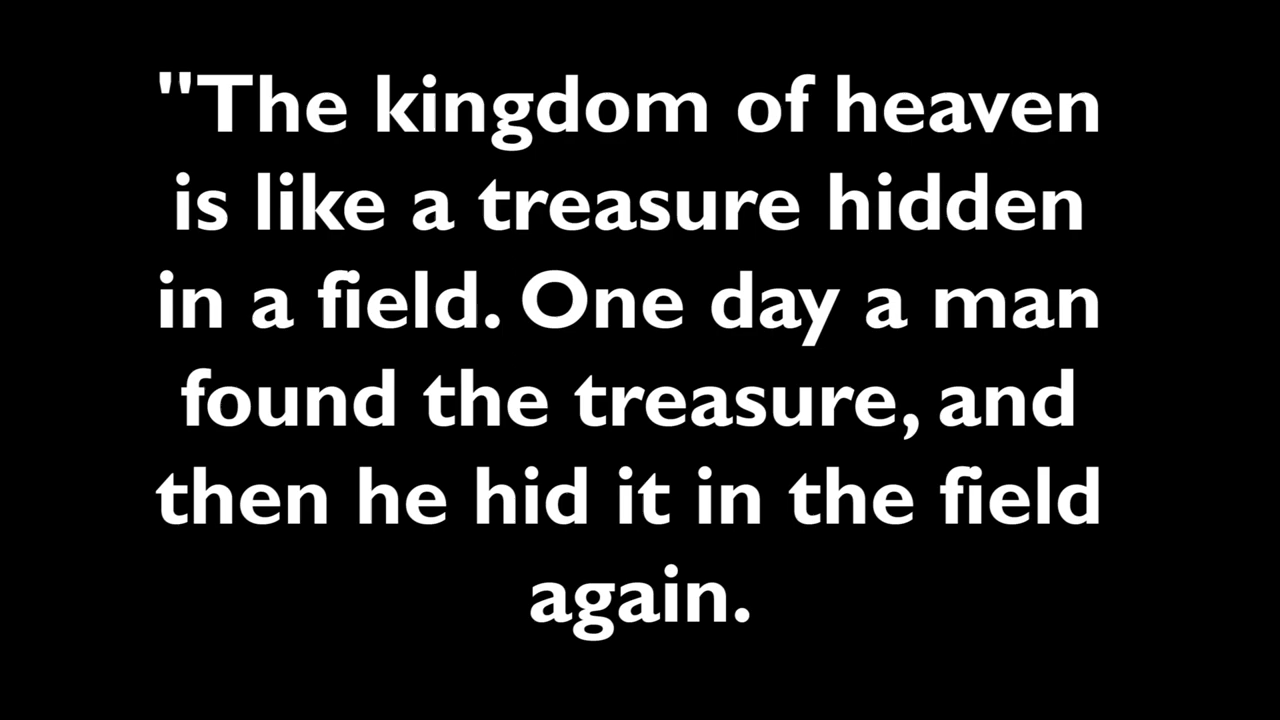 "The kingdom of heaven
is like a treasure hidden
in a field. One day a man
found the treasure, and
then he hid it in the field
again.